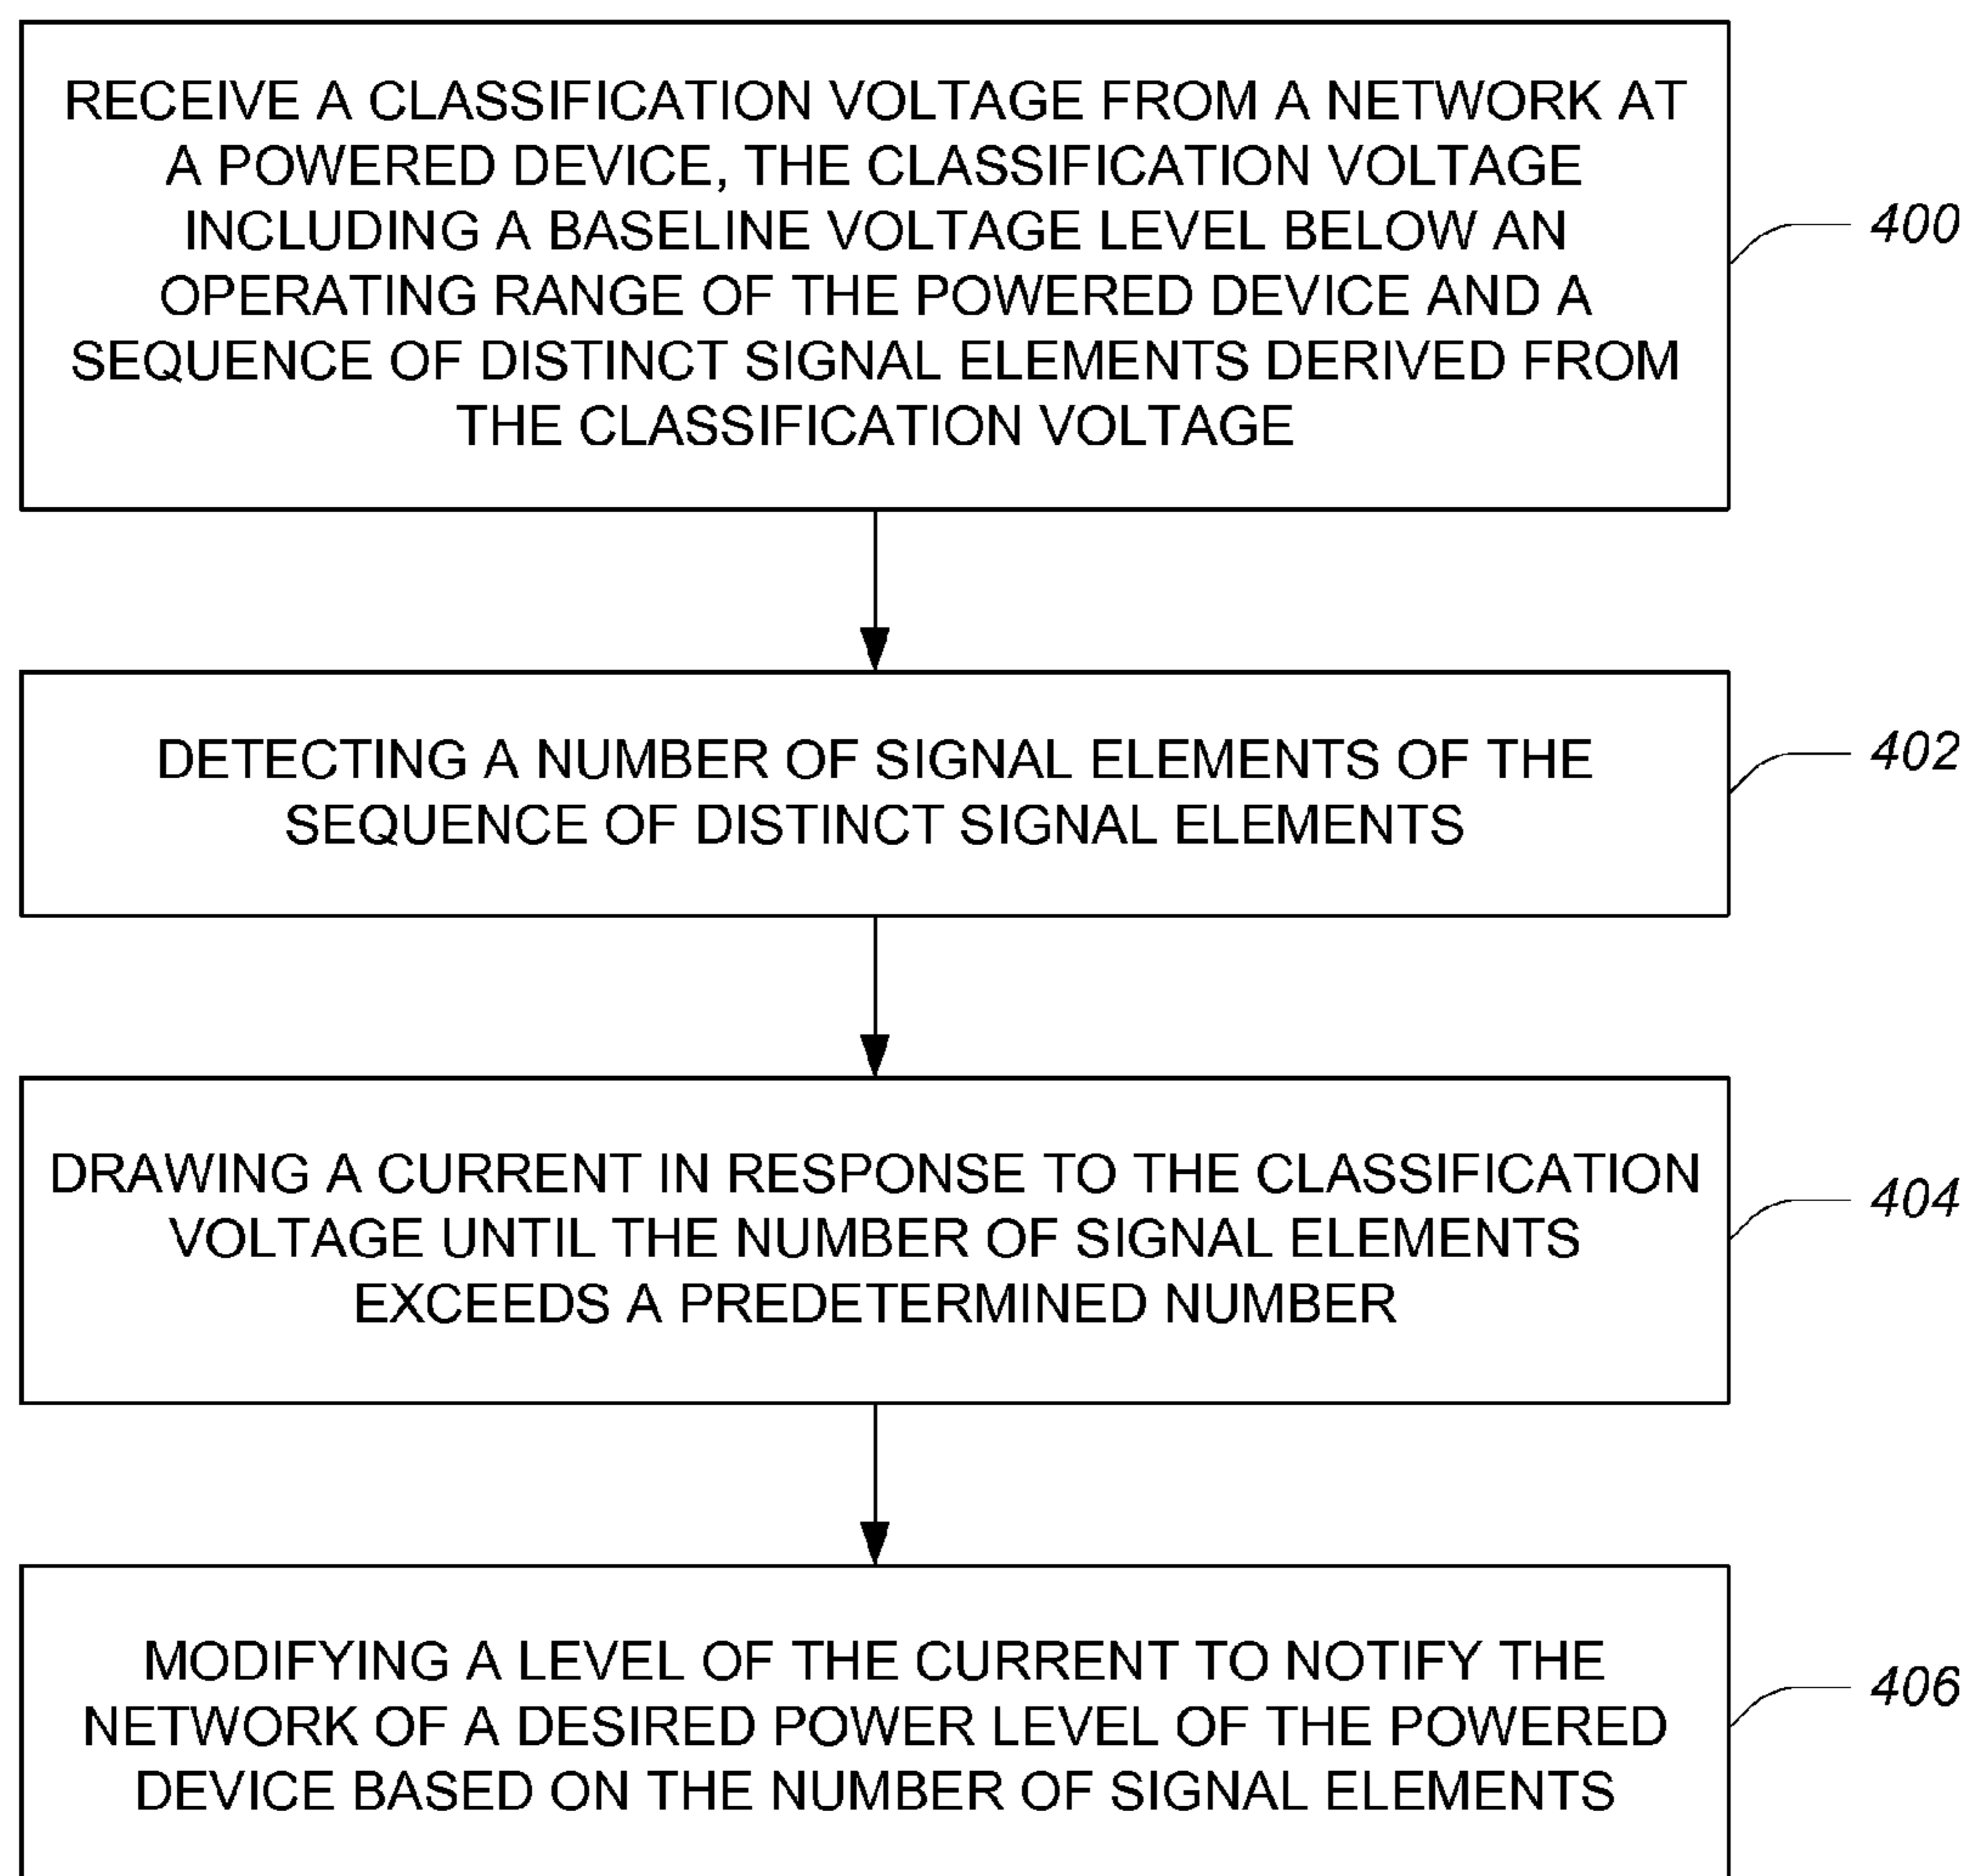 RECEIVE A CLASSIFICATION VOLTAGE FROM A NETWORK AT
A POWERED DEVICE, THE CLASSIFICATION VOLTAGE
INCLUDING A BASELINE VOLTAGE LEVEL BELOW AN
OPERATING RANGE OF THE POWERED DEVICE AND A
SEQUENCE OF DISTINCT SIGNAL ELEMENTS DERIVED FROM
THE CLASSIFICATION VOLTAGE
400
DETECTING A NUMBER OF SIGNAL ELEMENTS OF THE
SEQUENCE OF DISTINCT SIGNAL ELEMENTS
402
DRAWING A CURRENT IN RESPONSE TO THE CLASSIFICATION
VOLTAGE UNTIL THE NUMBER OF SIGNAL ELEMENTS
EXCEEDS A PREDETERMINED NUMBER
404
MODIFYING A LEVEL OF THE CURRENT TO NOTIFY THE
NETWORK OF A DESIRED POWER LEVEL OF THE POWERED
DEVICE BASED ON THE NUMBER OF SIGNAL ELEMENTS
406